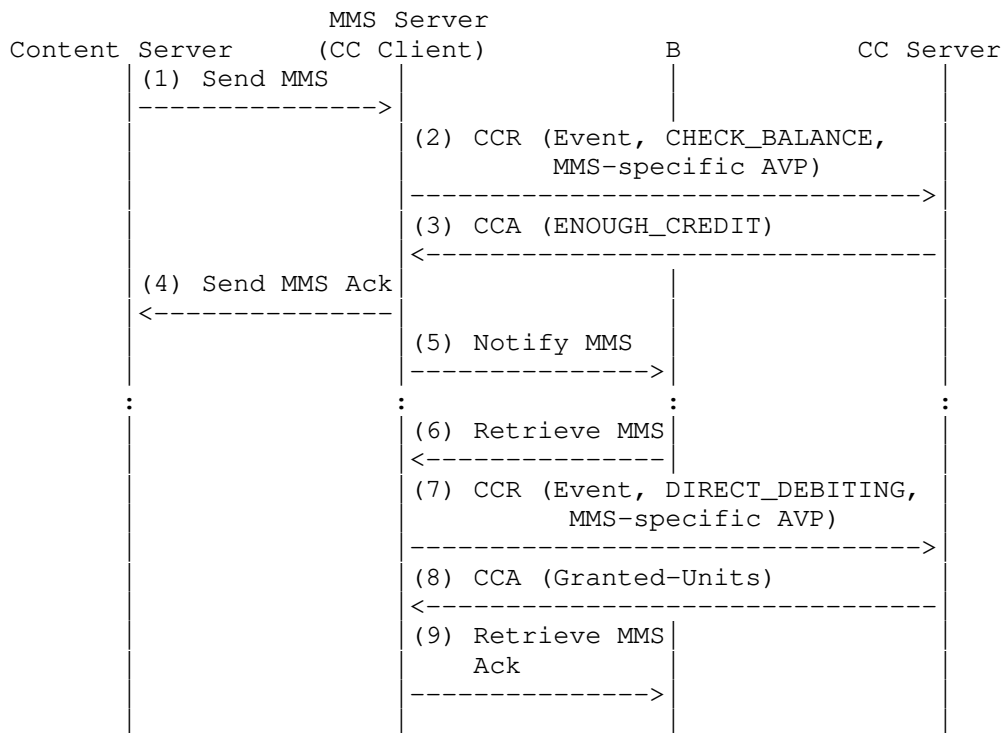 MMS Server
Content Server (CC Client) B CC Server
(1) Send MMS
(2) CCR (Event, CHECK_BALANCE,
MMS-specific AVP)
(3) CCA (ENOUGH_CREDIT)
(4) Send MMS Ack
(5) Notify MMS
: : : :
(6) Retrieve MMS
(7) CCR (Event, DIRECT_DEBITING,
MMS-specific AVP)
(8) CCA (Granted-Units)
(9) Retrieve MMS
Ack